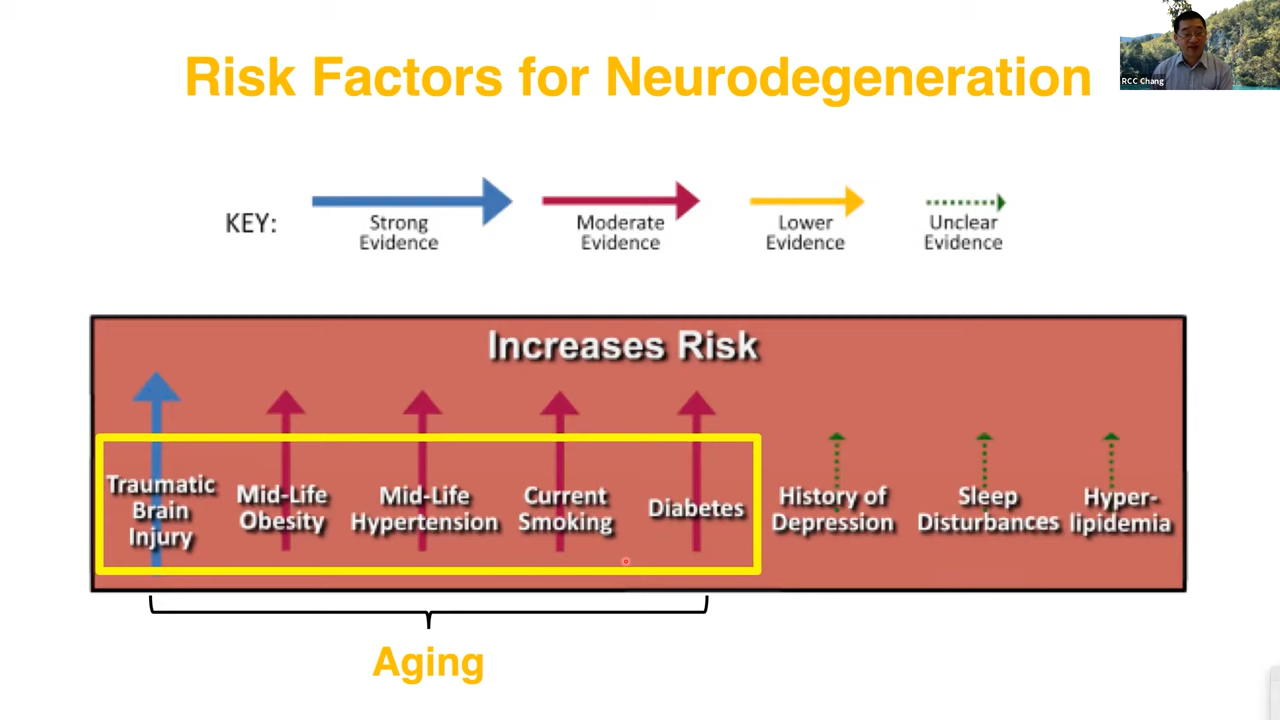 Risk Factors for Neurodegeneration
RCC Chang
KEY:
Strong
Evidence
Moderate
Evidence
Lower
Evidence
Unclear
Evidence
Increases Risk
Traumatic
Brain
Injury
Mid-Life
Obesity
Mid-Life
Hypertension
Current
Smoking
Diabetes
History of
Depression
Sleep
Disturbances
Hyper-
lipidemia
Aging